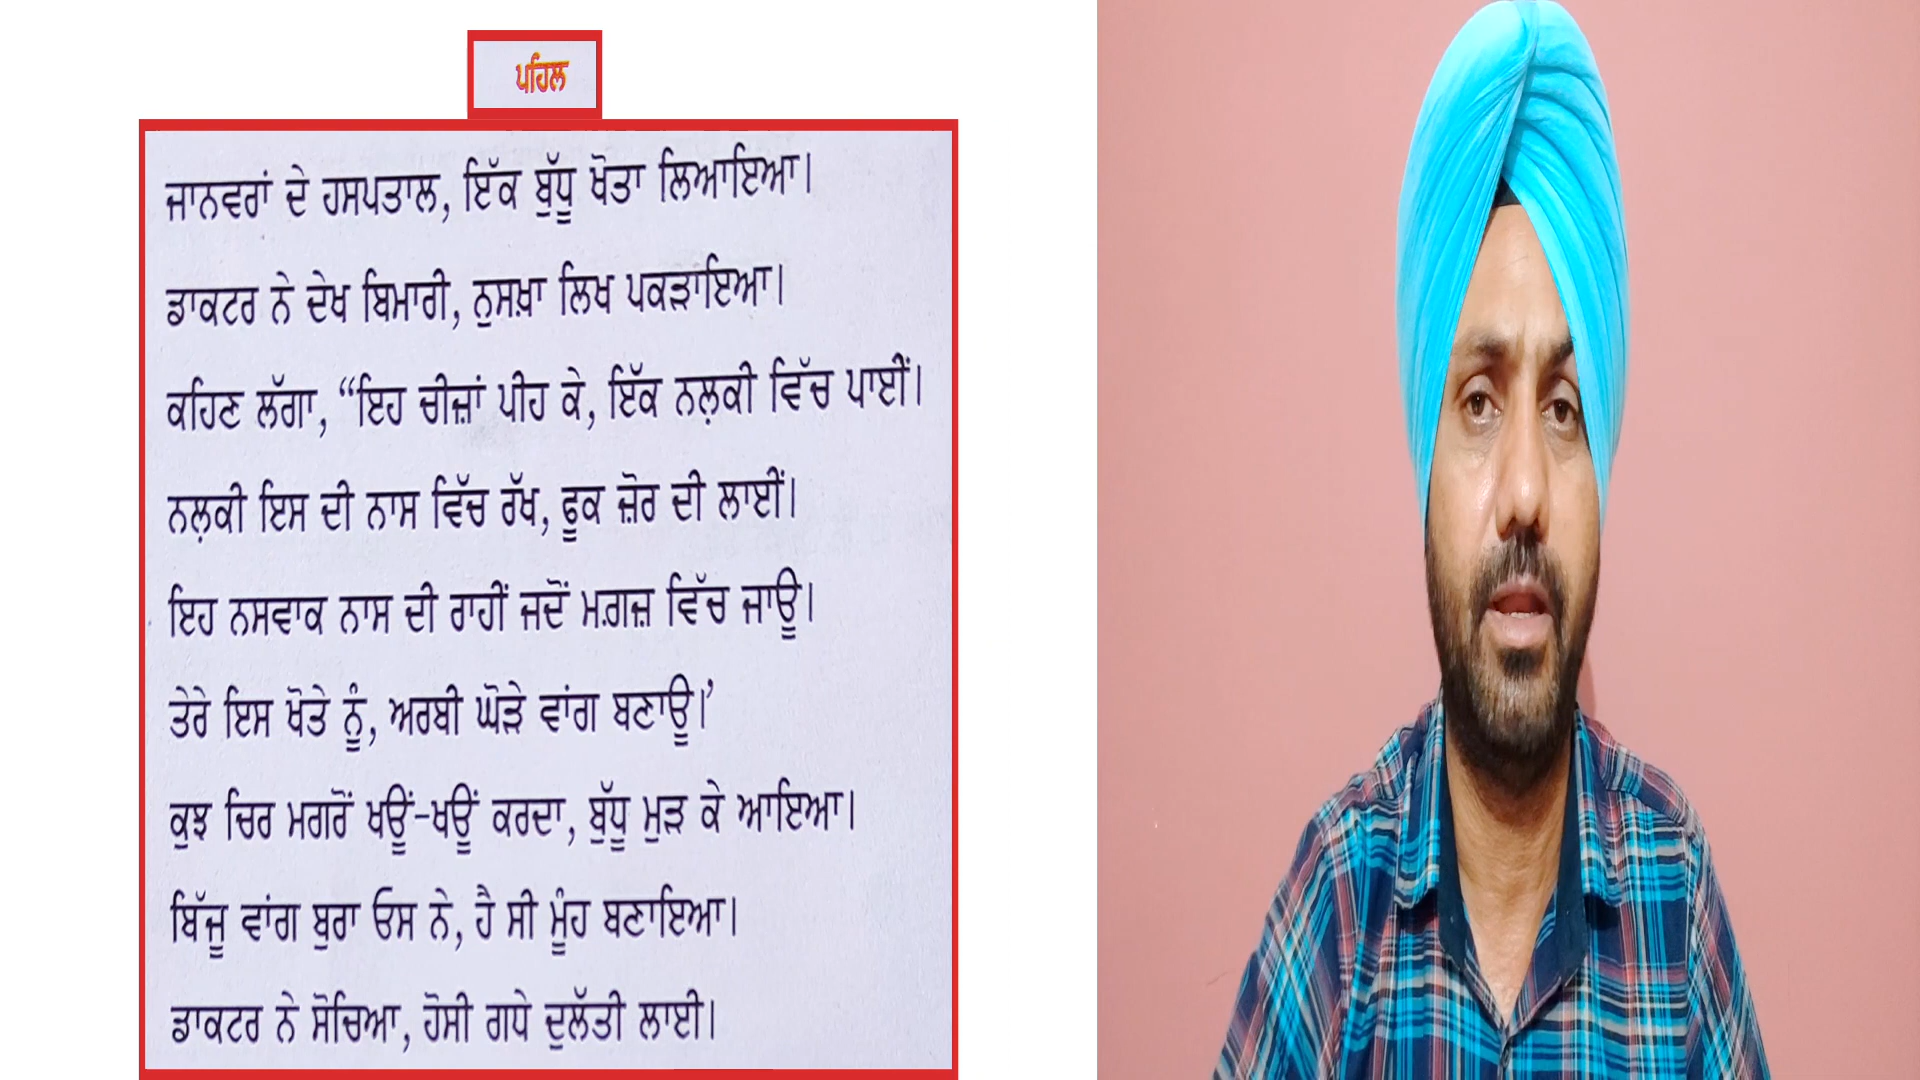 ਪਹਿਲ
ਜਾਨਵਰਾਂ ਦੇ ਹਸਪਤਾਲ, ਇੱਕ ਬੁੱਧੂ ਖੋਤਾ ਲਿਆਇਆ।
ਡਾਕਟਰ ਨੇ ਦੇਖ ਬਿਮਾਰੀ, ਨੁਸਖ਼ਾ ਲਿਖ ਪਕੜਾਇਆ।
ਕਹਿਣ ਲੱਗਾ, “ਇਹ ਚੀਜ਼ਾਂ ਪੀਹ ਕੇ, ਇੱਕ ਨਲ਼ਕੀ ਵਿੱਚ ਪਾਈਂ।
ਨਲ਼ਕੀ ਇਸ ਦੀ ਨਾਸ ਵਿੱਚ ਰੱਖ, ਫੂਕ ਜ਼ੋਰ ਦੀ ਲਾਈਂ।
ਇਹ ਨਸਵਾਕ ਨਾਸ ਦੀ ਰਾਹੀਂ ਜਦੋਂ ਮਗ਼ਜ਼ ਵਿੱਚ ਜਾਊ।
ਤੇਰੇ ਇਸ ਖੋਤੇ ਨੂੰ, ਅਰਬੀ ਘੋੜੇ ਵਾਂਗ ਬਣਾਊ।’
ਕੁਝ ਚਿਰ ਮਗਰੋਂ ਖਊਂ-ਖਊਂ ਕਰਦਾ, ਬੁੱਧੂ ਮੁੜ ਕੇ ਆਇਆ।
ਬਿੱਜੂ ਵਾਂਗ ਬੁਰਾ ਓਸ ਨੇ, ਹੈ ਸੀ ਮੂੰਹ ਬਣਾਇਆ।
ਡਾਕਟਰ ਨੇ ਸੋਚਿਆ, ਹੋਸੀ ਗਧੇ ਦੁਲੱਤੀ ਲਾਈ।